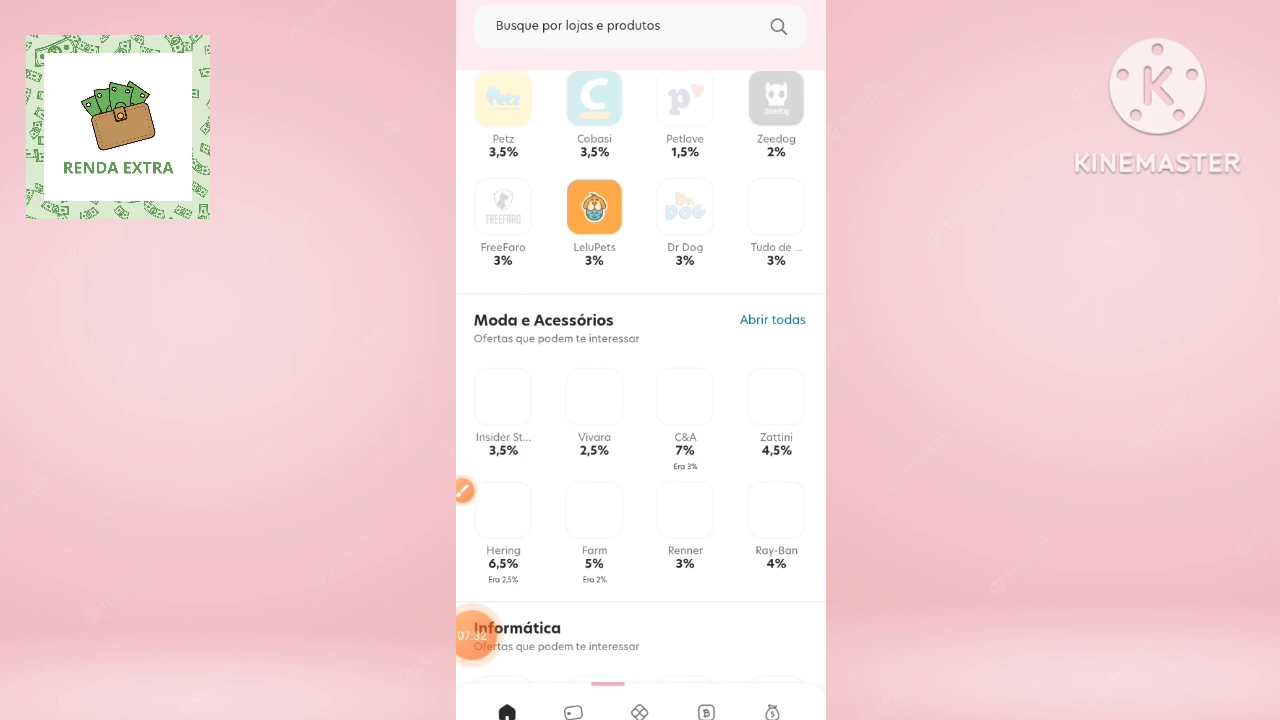 Busque por lojas e produtos
RENDA EXTRA
KINEMASTER
Petz
Cobasi
Petlove
Zeedog
3,5%
3,5%
1,5%
2%
FREEFARO
DR. DOG
FreeFaro
LeluPets
Dr Dog
Tudo de ...
3%
3%
3%
3%
Moda e Acessórios
Abrir todas
Ofertas que podem te interessar
Insider St...
Vivara
C&A
Zattini
3,5%
2,5%
7%
4,5%
Era 3%
Hering
Farm
Renner
Ray-Ban
6,5%
5%
3%
4%
Era 2,5%
Era 2%
Informática
07:32
Ofertas que podem te interessar